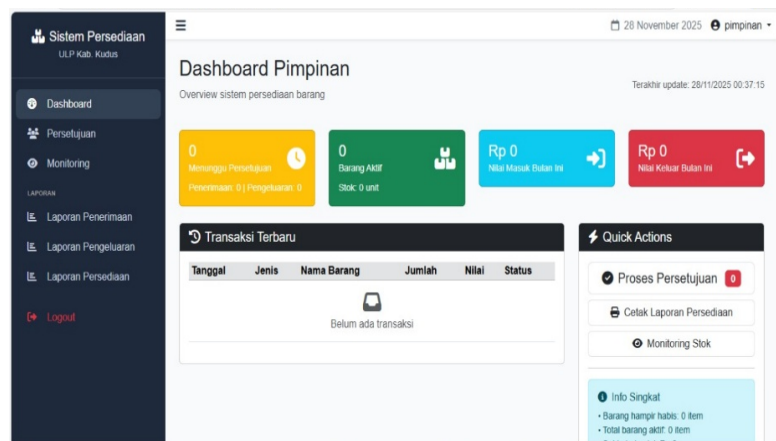 Sistem Persediaan
ULP Kab. Kudus
Dashboard
Persetujuan
Monitoring
LAPORAN
Laporan Penerimaan
Laporan Pengeluaran
Laporan Persediaan
Logout
28 November 2025 pimpinan
Dashboard Pimpinan
Overview sistem persediaan barang
Terakhir update: 28/11/2025 00:37:15
0
Menunggu Persetujuan
Penerimaan: 0 | Pengeluaran: 0
0
Barang Aktif
Stok: 0 unit
Rp 0
Nilai Masuk Bulan Ini
Rp 0
Nilai Keluar Bulan Ini
Transaksi Terbaru
Tanggal Jenis Nama Barang Jumlah Nilai Status
Belum ada transaksi
Quick Actions
Proses Persetujuan 0
Cetak Laporan Persediaan
Monitoring Stok
Info Singkat
• Barang hampir habis: 0 item
• Total barang aktif: 0 item